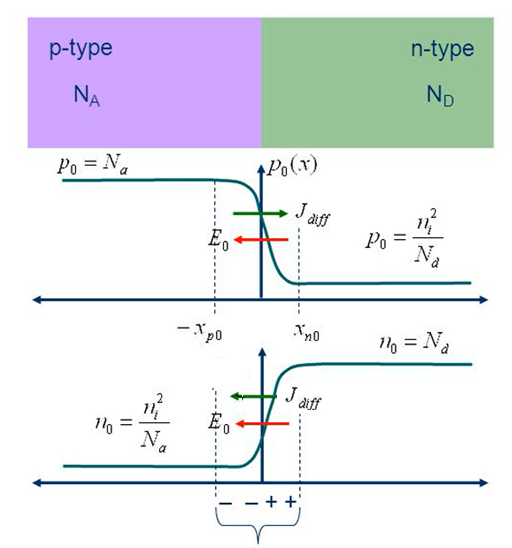 p-type n-type
N_A N_D
p_0 = N_a p_0(x)
J_diff
E_0 p_0 = n_i^2 / N_d
-x_p0 x_n0
n_0 = N_d
J_diff
n_0 = n_i^2 / N_a E_0
− − + +